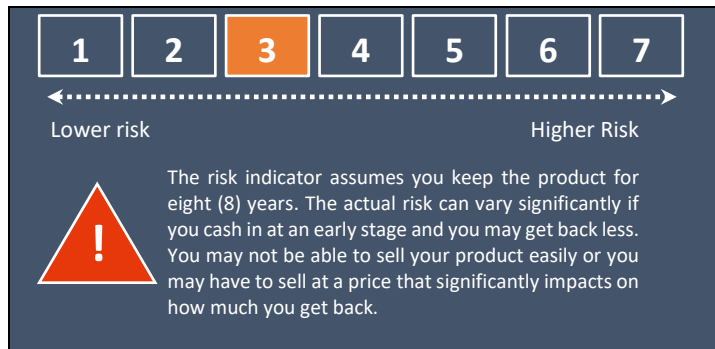 1 2 3 4 5 6 7
Lower risk Higher Risk
The risk indicator assumes you keep the product for
eight (8) years. The actual risk can vary significantly if
you cash in at an early stage and you may get back less.
You may not be able to sell your product easily or you
may have to sell at a price that significantly impacts on
how much you get back.
!